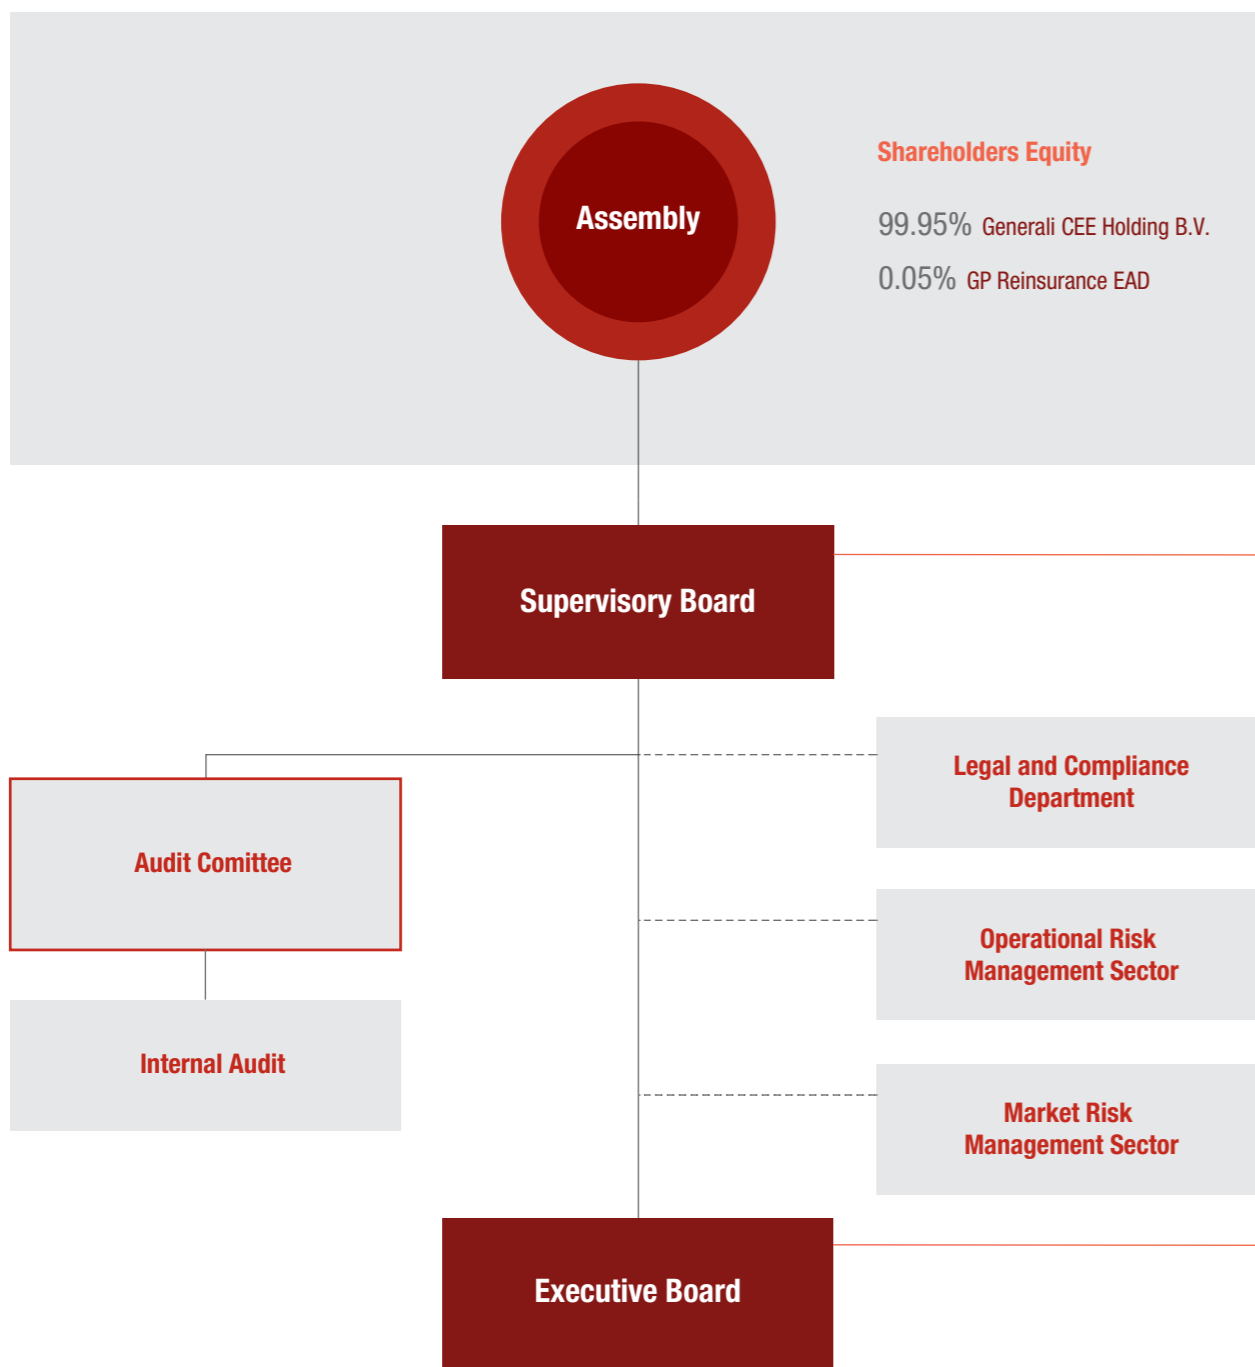 Assembly
Shareholders Equity
99.95% Generali CEE Holding B.V.
0.05% GP Reinsurance EAD
Supervisory Board
Legal and Compliance
Department
Audit Comittee
Operational Risk
Management Sector
Internal Audit
Market Risk
Management Sector
Executive Board